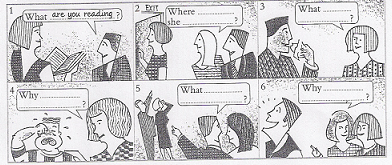 1
What are you reading ?
2
EXIT
Where ............
she ............ ?
3
What ............
............ ?
4
Why ............
............ ?
5
What ............
............ ?
6
Why ............
............ ?